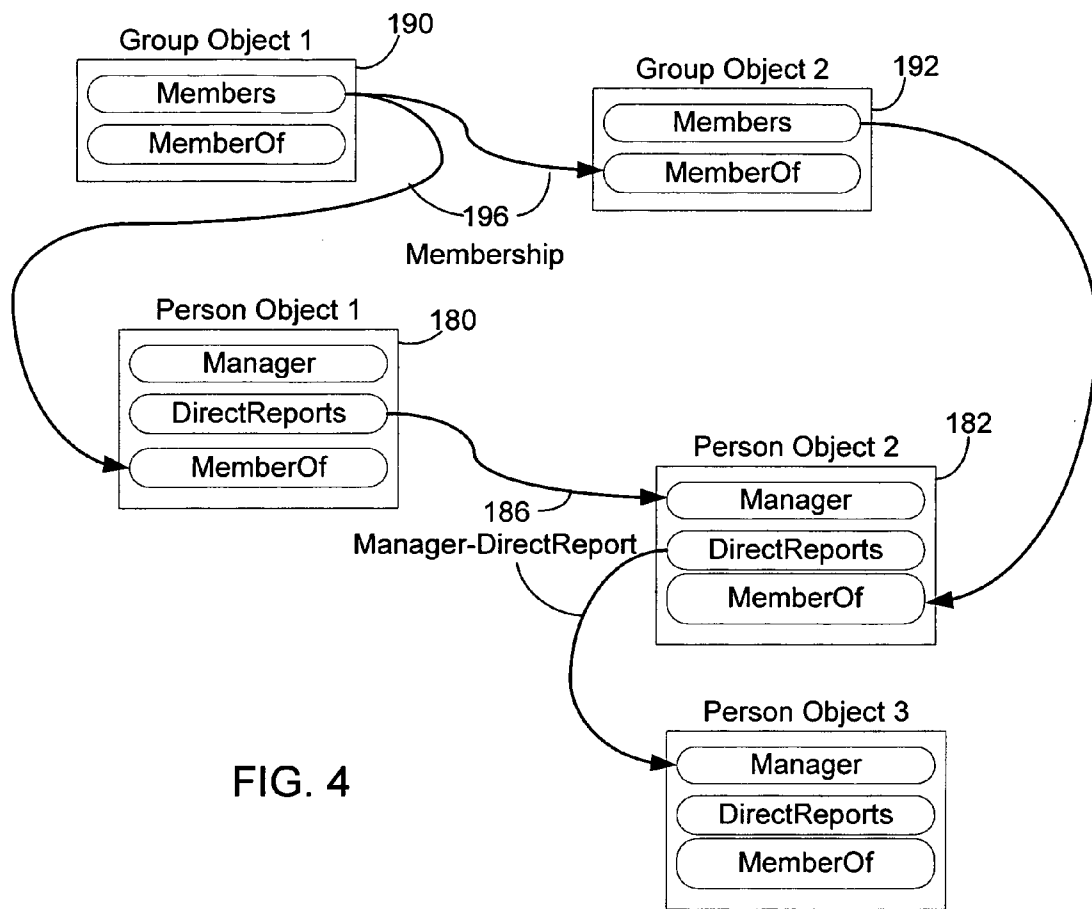 Group Object 1
190
Members
MemberOf
Group Object 2
192
Members
MemberOf
196
Membership
Person Object 1
180
Manager
DirectReports
MemberOf
Person Object 2
182
Manager
DirectReports
MemberOf
186
Manager-DirectReport
Person Object 3
Manager
DirectReports
MemberOf
FIG. 4